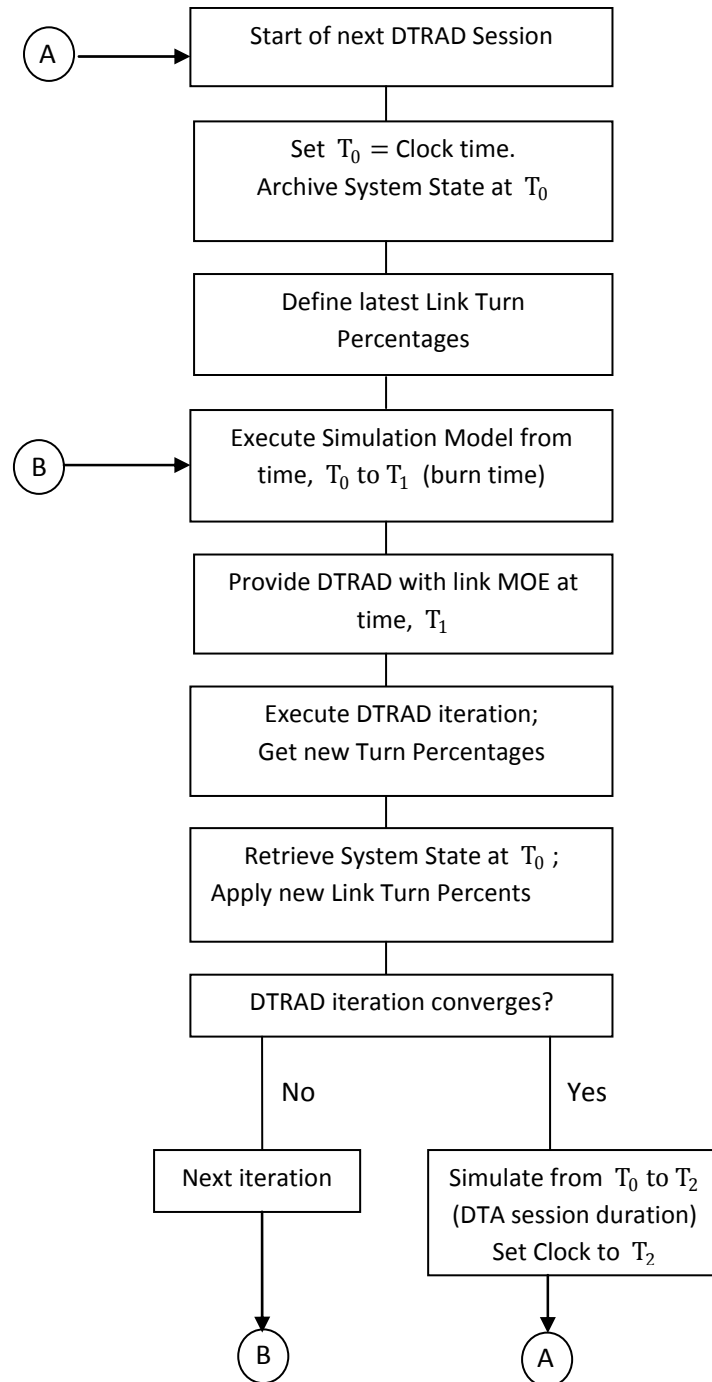 A
Start of next DTRAD Session
Set T₀ = Clock time.
Archive System State at T₀
Define latest Link Turn
Percentages
B
Execute Simulation Model from
time, T₀ to T₁ (burn time)
Provide DTRAD with link MOE at
time, T₁
Execute DTRAD iteration;
Get new Turn Percentages
Retrieve System State at T₀ ;
Apply new Link Turn Percents
DTRAD iteration converges?
No
Yes
Next iteration
Simulate from T₀ to T₂
(DTA session duration)
Set Clock to T₂
B
A